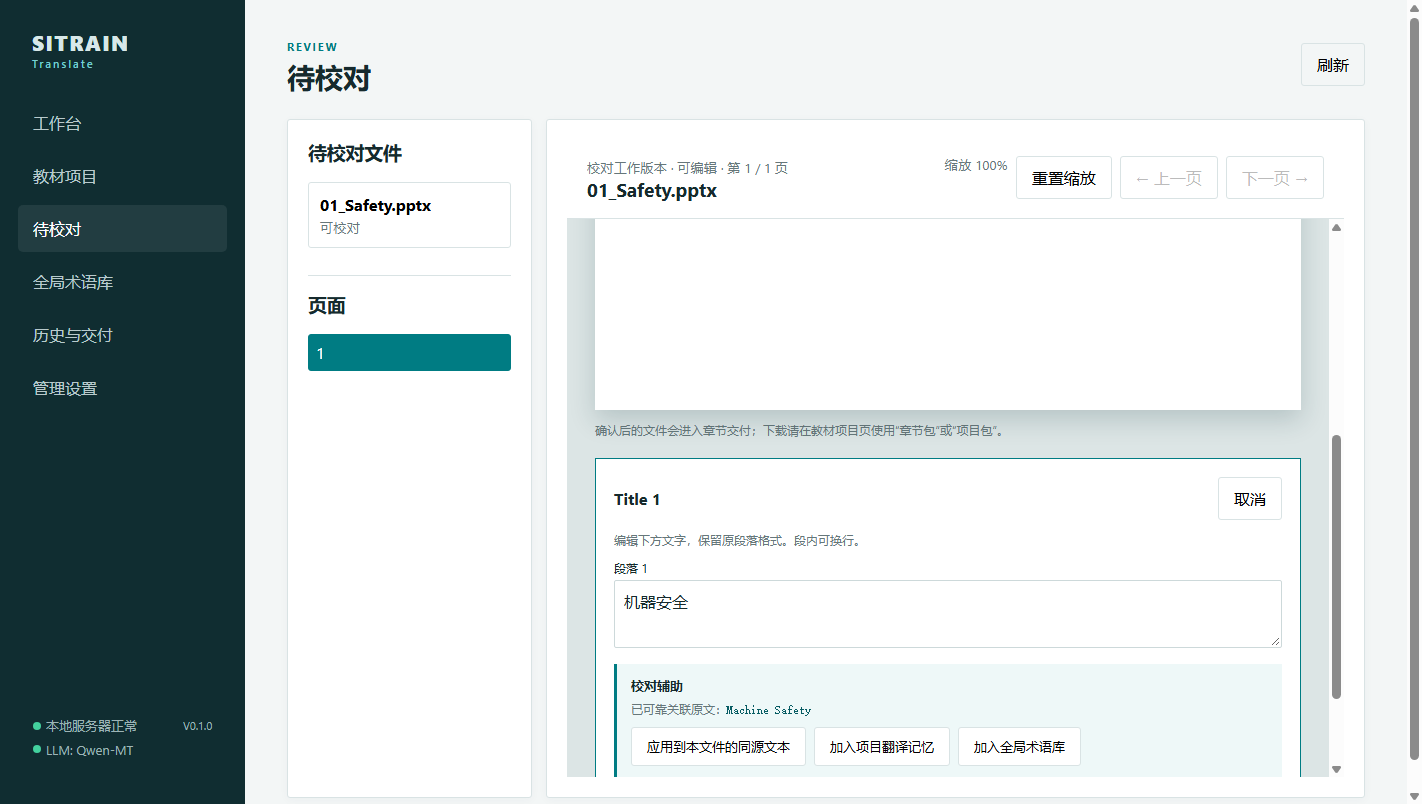 SITRAIN
Translate
工作台
教材项目
待校对
全局术语库
历史与交付
管理设置
本地服务器正常 V0.1.0
LLM: Qwen-MT
REVIEW
待校对
刷新
待校对文件
01_Safety.pptx
可校对
页面
1
校对工作版本 · 可编辑 · 第 1 / 1 页
01_Safety.pptx
缩放 100%
重置缩放
← 上一页
下一页 →
确认后的文件会进入章节交付；下载请在教材项目页使用“章节包”或“项目包”。
Title 1
取消
编辑下方文字，保留原段落格式。段内可换行。
段落 1
机器安全
校对辅助
已可靠关联原文：Machine Safety
应用到本文件的同源文本
加入项目翻译记忆
加入全局术语库